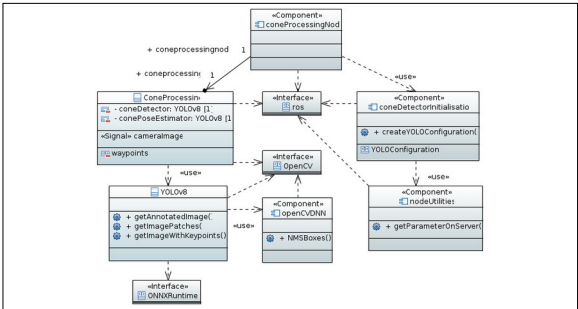 «Component»
coneProcessingNod
+ coneprocessingnod 1
+ coneprocessin 1
ConeProcessin
- coneDetector: YOLOv8 [1]
- conePoseEstimator: YOLOv8 [1
«Signal» cameraImage
waypoints
«Interface»
ros
«use»
«Component»
coneDetectorInitialisatio
+ createYOLOConfiguration(
YOLOConfiguration
«use»
«Interface»
OpenCV
YOLOv8
+ getAnnotatedImage(
+ getImagePatches(
+ getImageWithKeypoints()
«use»
«Component»
openCVDNN
+ NMSBoxes()
«use»
«Component»
nodeUtilities
+ getParameterOnServer(
«Interface»
ONNXRuntime